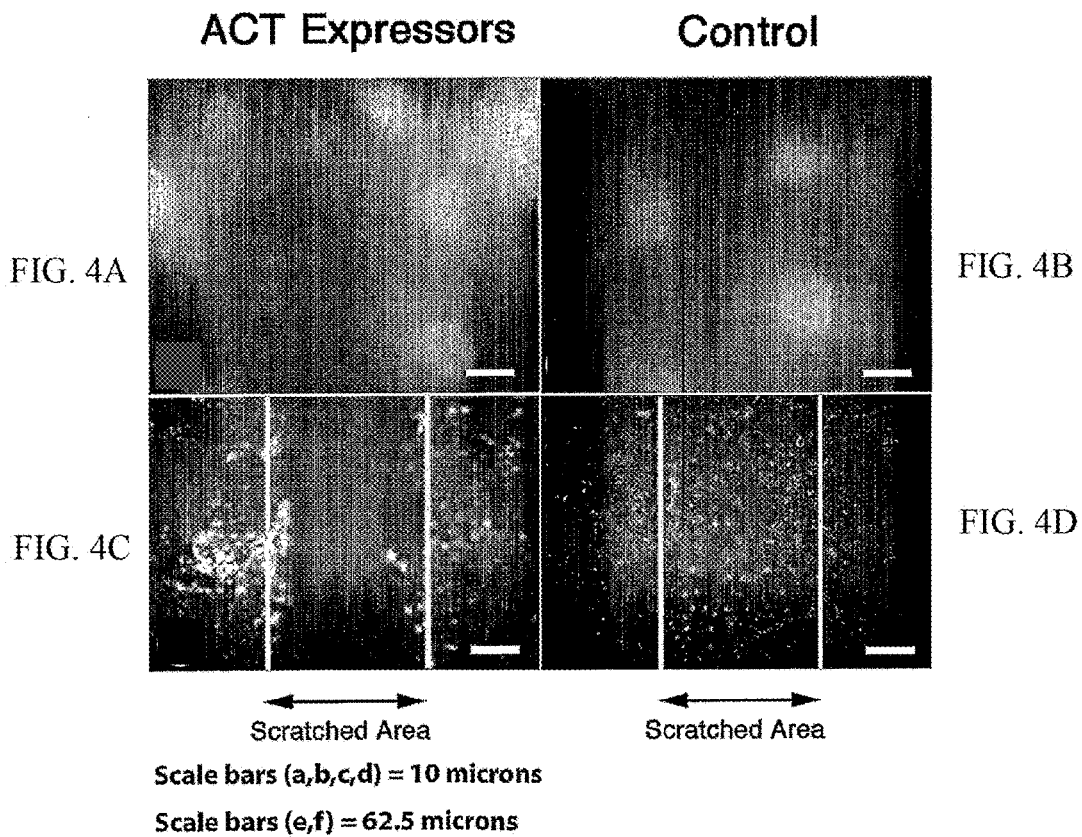 ACT Expressors Control
FIG. 4A
FIG. 4B
FIG. 4C
FIG. 4D
Scratched Area Scratched Area
Scale bars (a,b,c,d) = 10 microns
Scale bars (e,f) = 62.5 microns